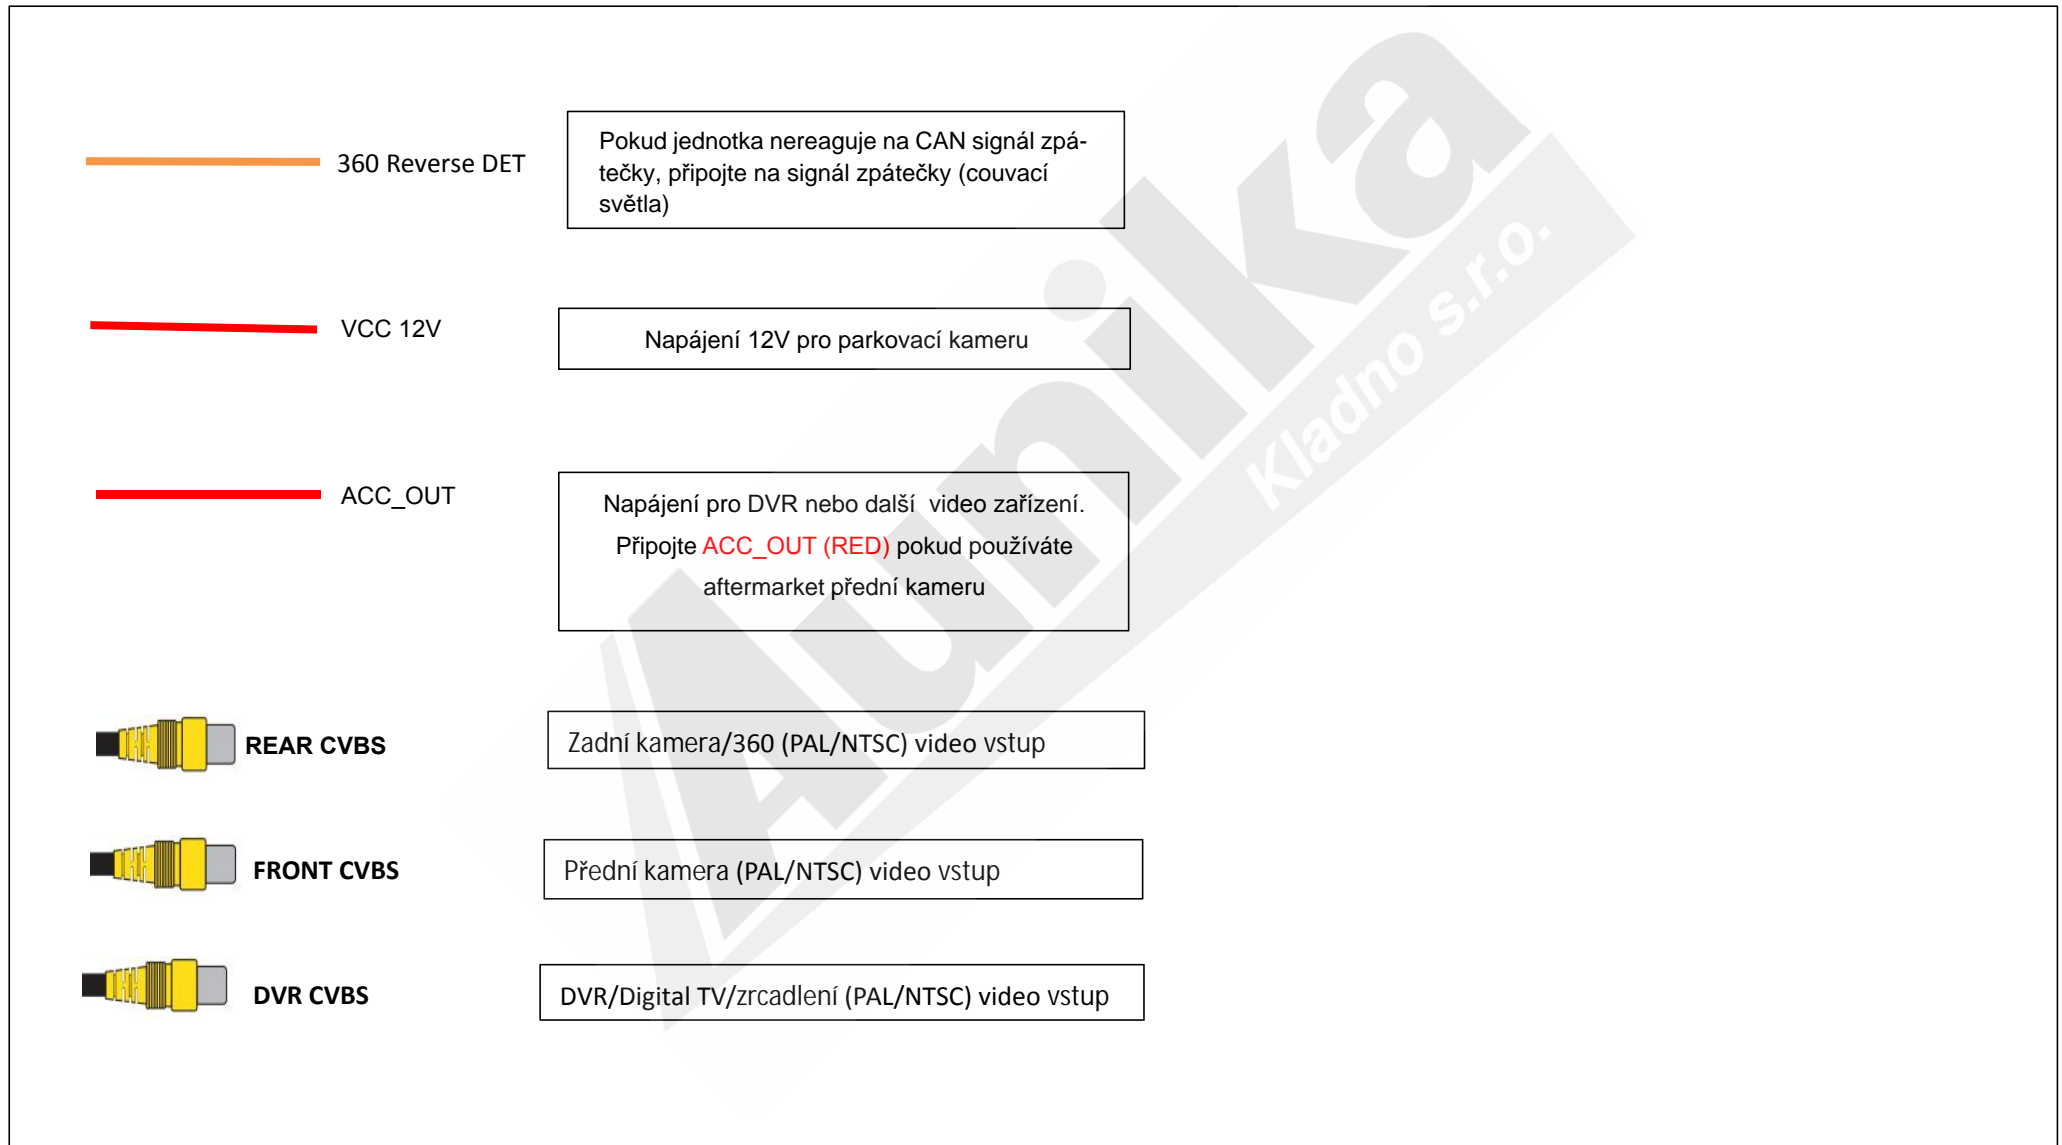 360 Reverse DET
Pokud jednotka nereaguje na CAN signál zpá-
tečky, připojte na signál zpátečky (couvací
světla)
VCC 12V
Napájení 12V pro parkovací kameru
ACC_OUT
Napájení pro DVR nebo další video zařízení.
Připojte ACC_OUT (RED) pokud používáte
aftermarket přední kameru
REAR CVBS
Zadní kamera/360 (PAL/NTSC) video vstup
FRONT CVBS
Přední kamera (PAL/NTSC) video vstup
DVR CVBS
DVR/Digital TV/zrcadlení (PAL/NTSC) video vstup
Aunika
Kladno s.r.o.